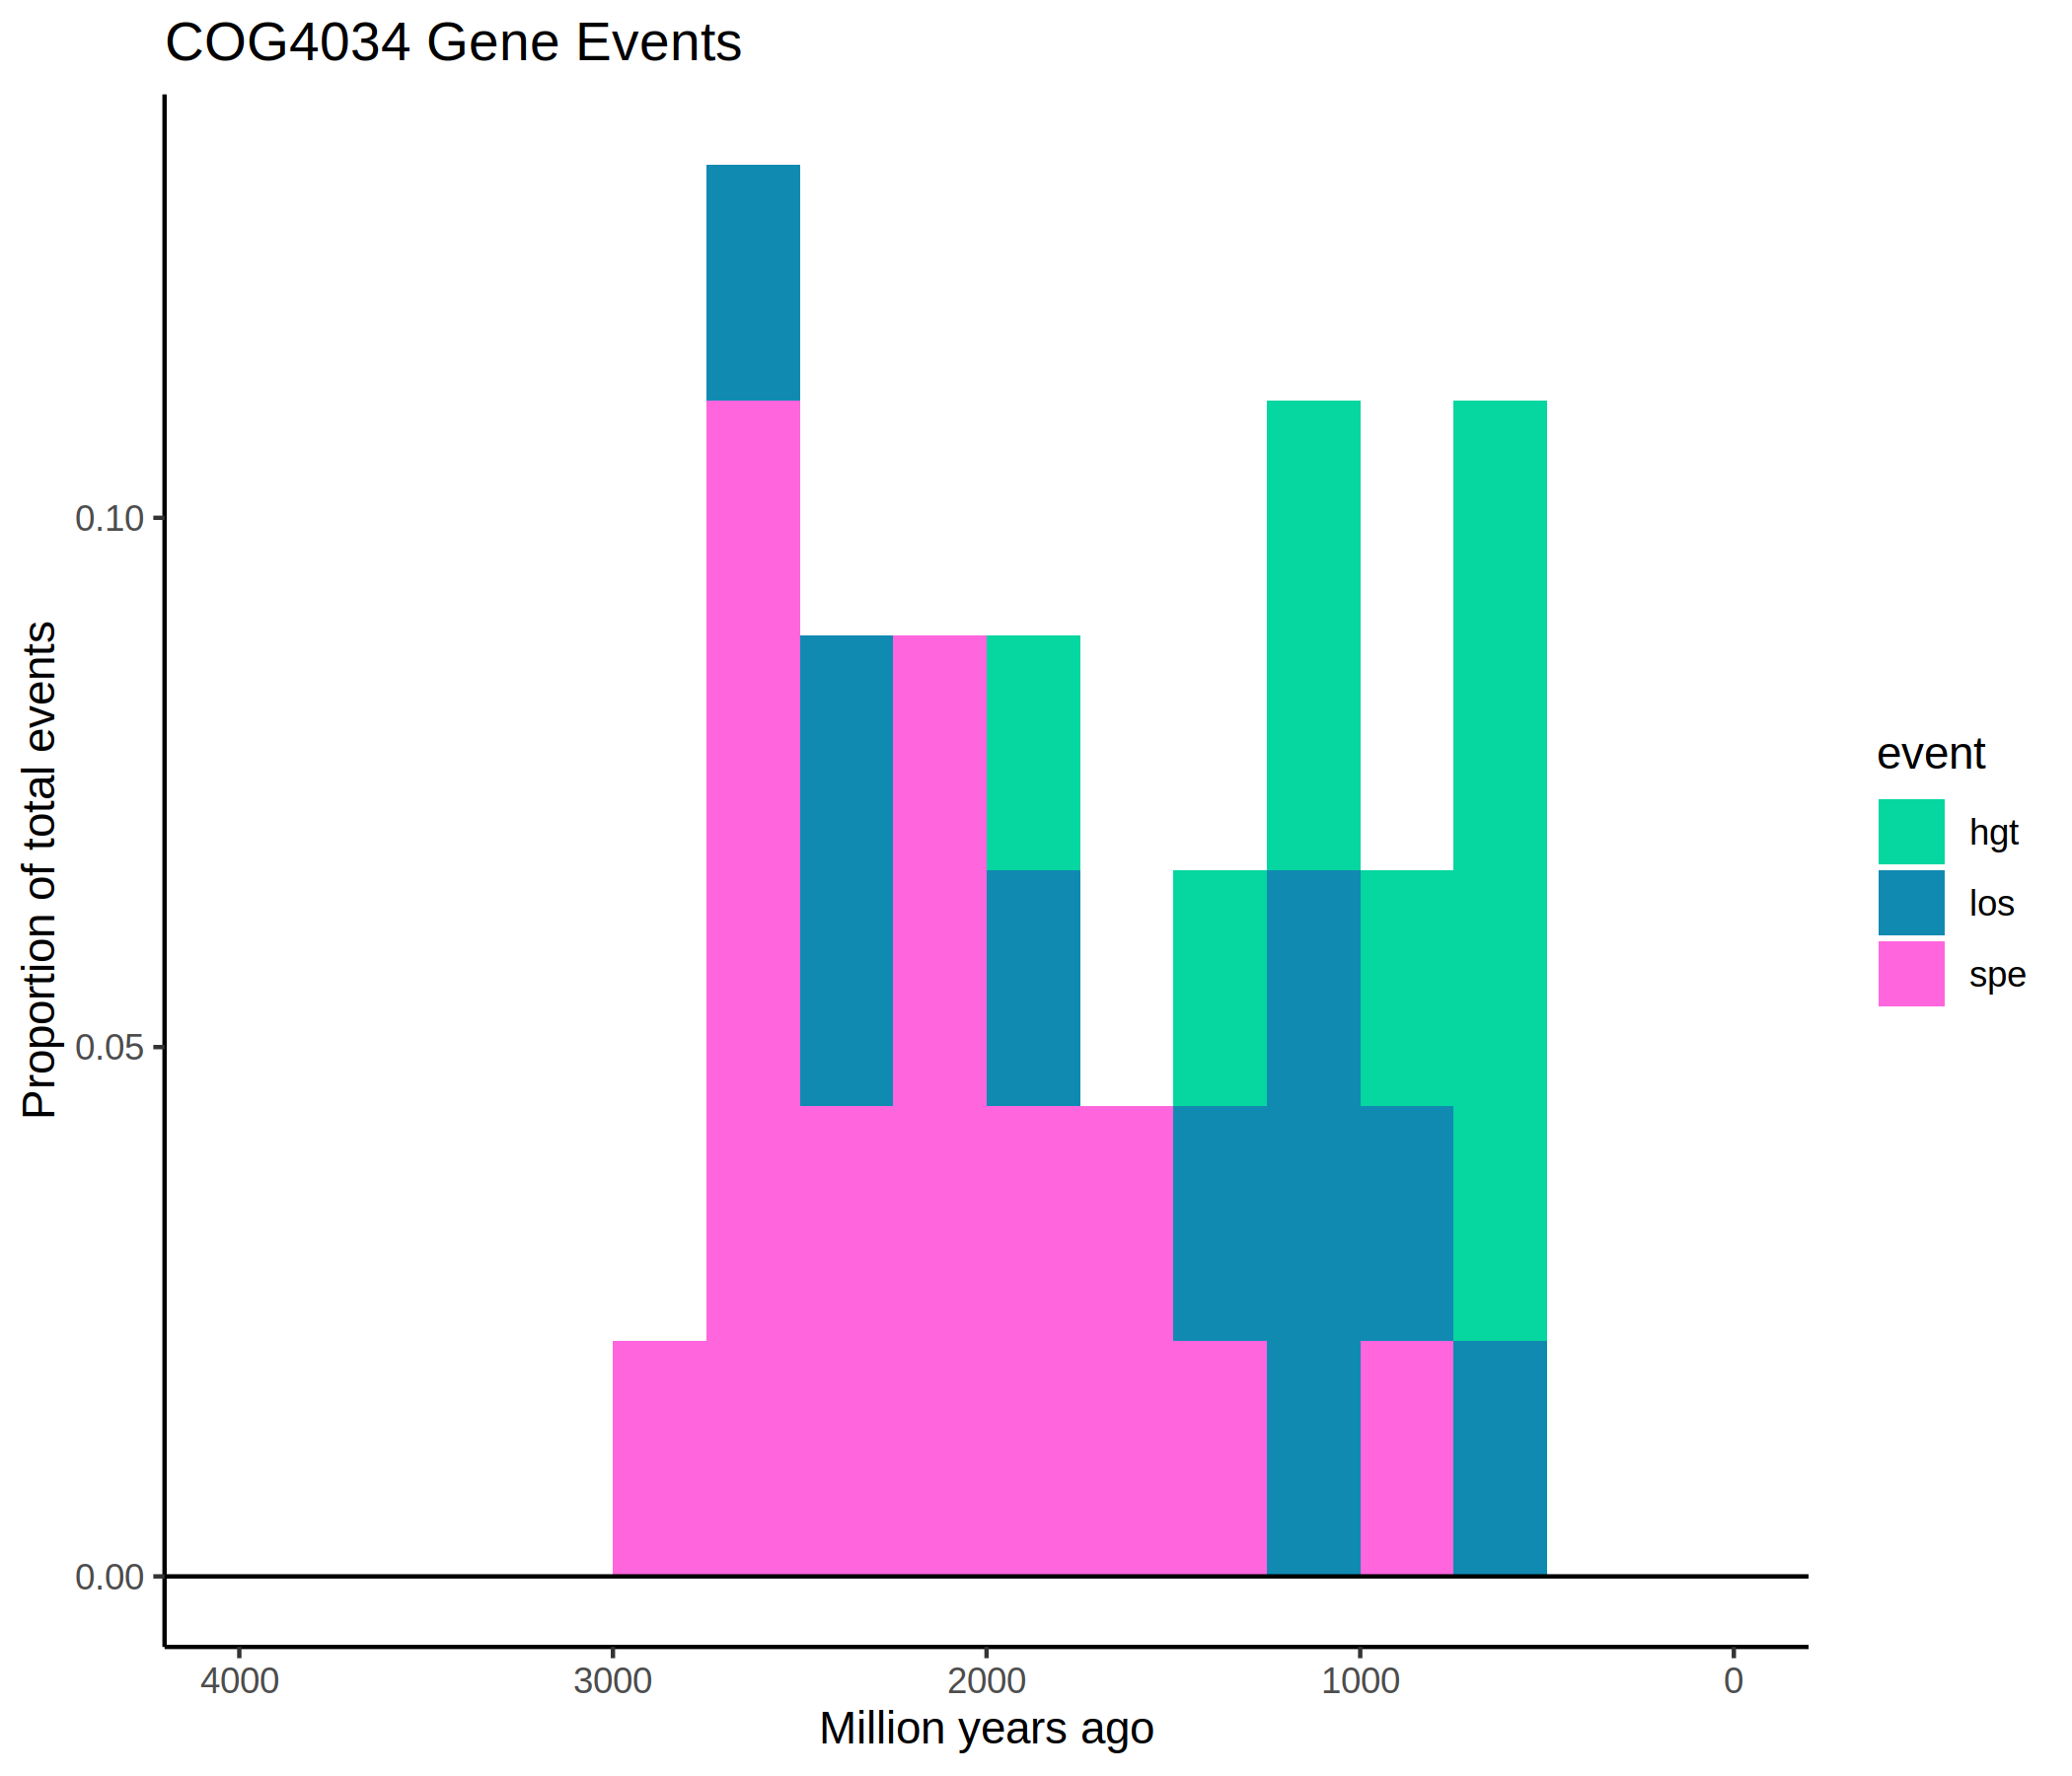 COG4034 Gene Events
Proportion of total events
0.10
0.05
0.00
4000 3000 2000 1000 0
Million years ago
event
hgt
los
spe